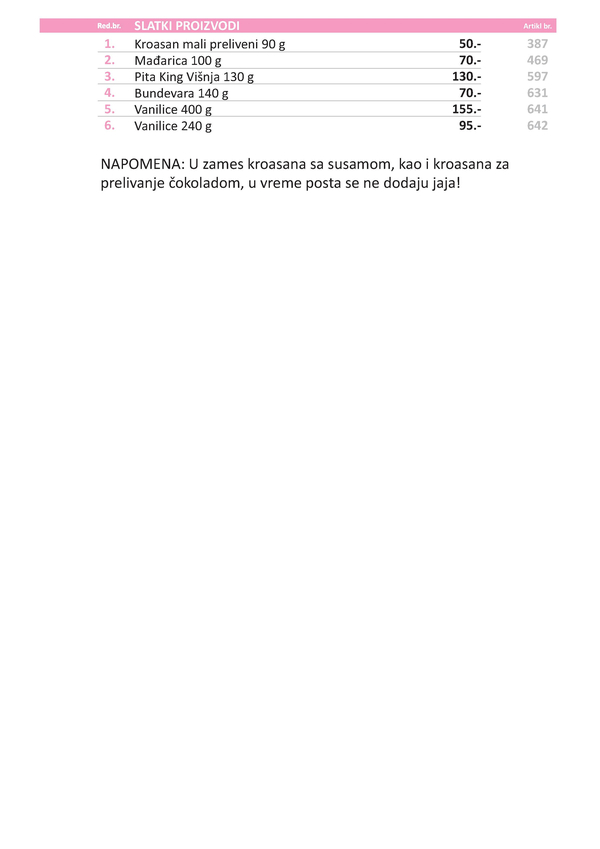 Red.br. SLATKI PROIZVODI Artikl br.
1. Kroasan mali preliveni 90 g 50.- 387
2. Mađarica 100 g 70.- 469
3. Pita King Višnja 130 g 130.- 597
4. Bundevara 140 g 70.- 631
5. Vanilice 400 g 155.- 641
6. Vanilice 240 g 95.- 642
NAPOMENA: U zames kroasana sa susamom, kao i kroasana za
prelivanje čokoladom, u vreme posta se ne dodaju jaja!